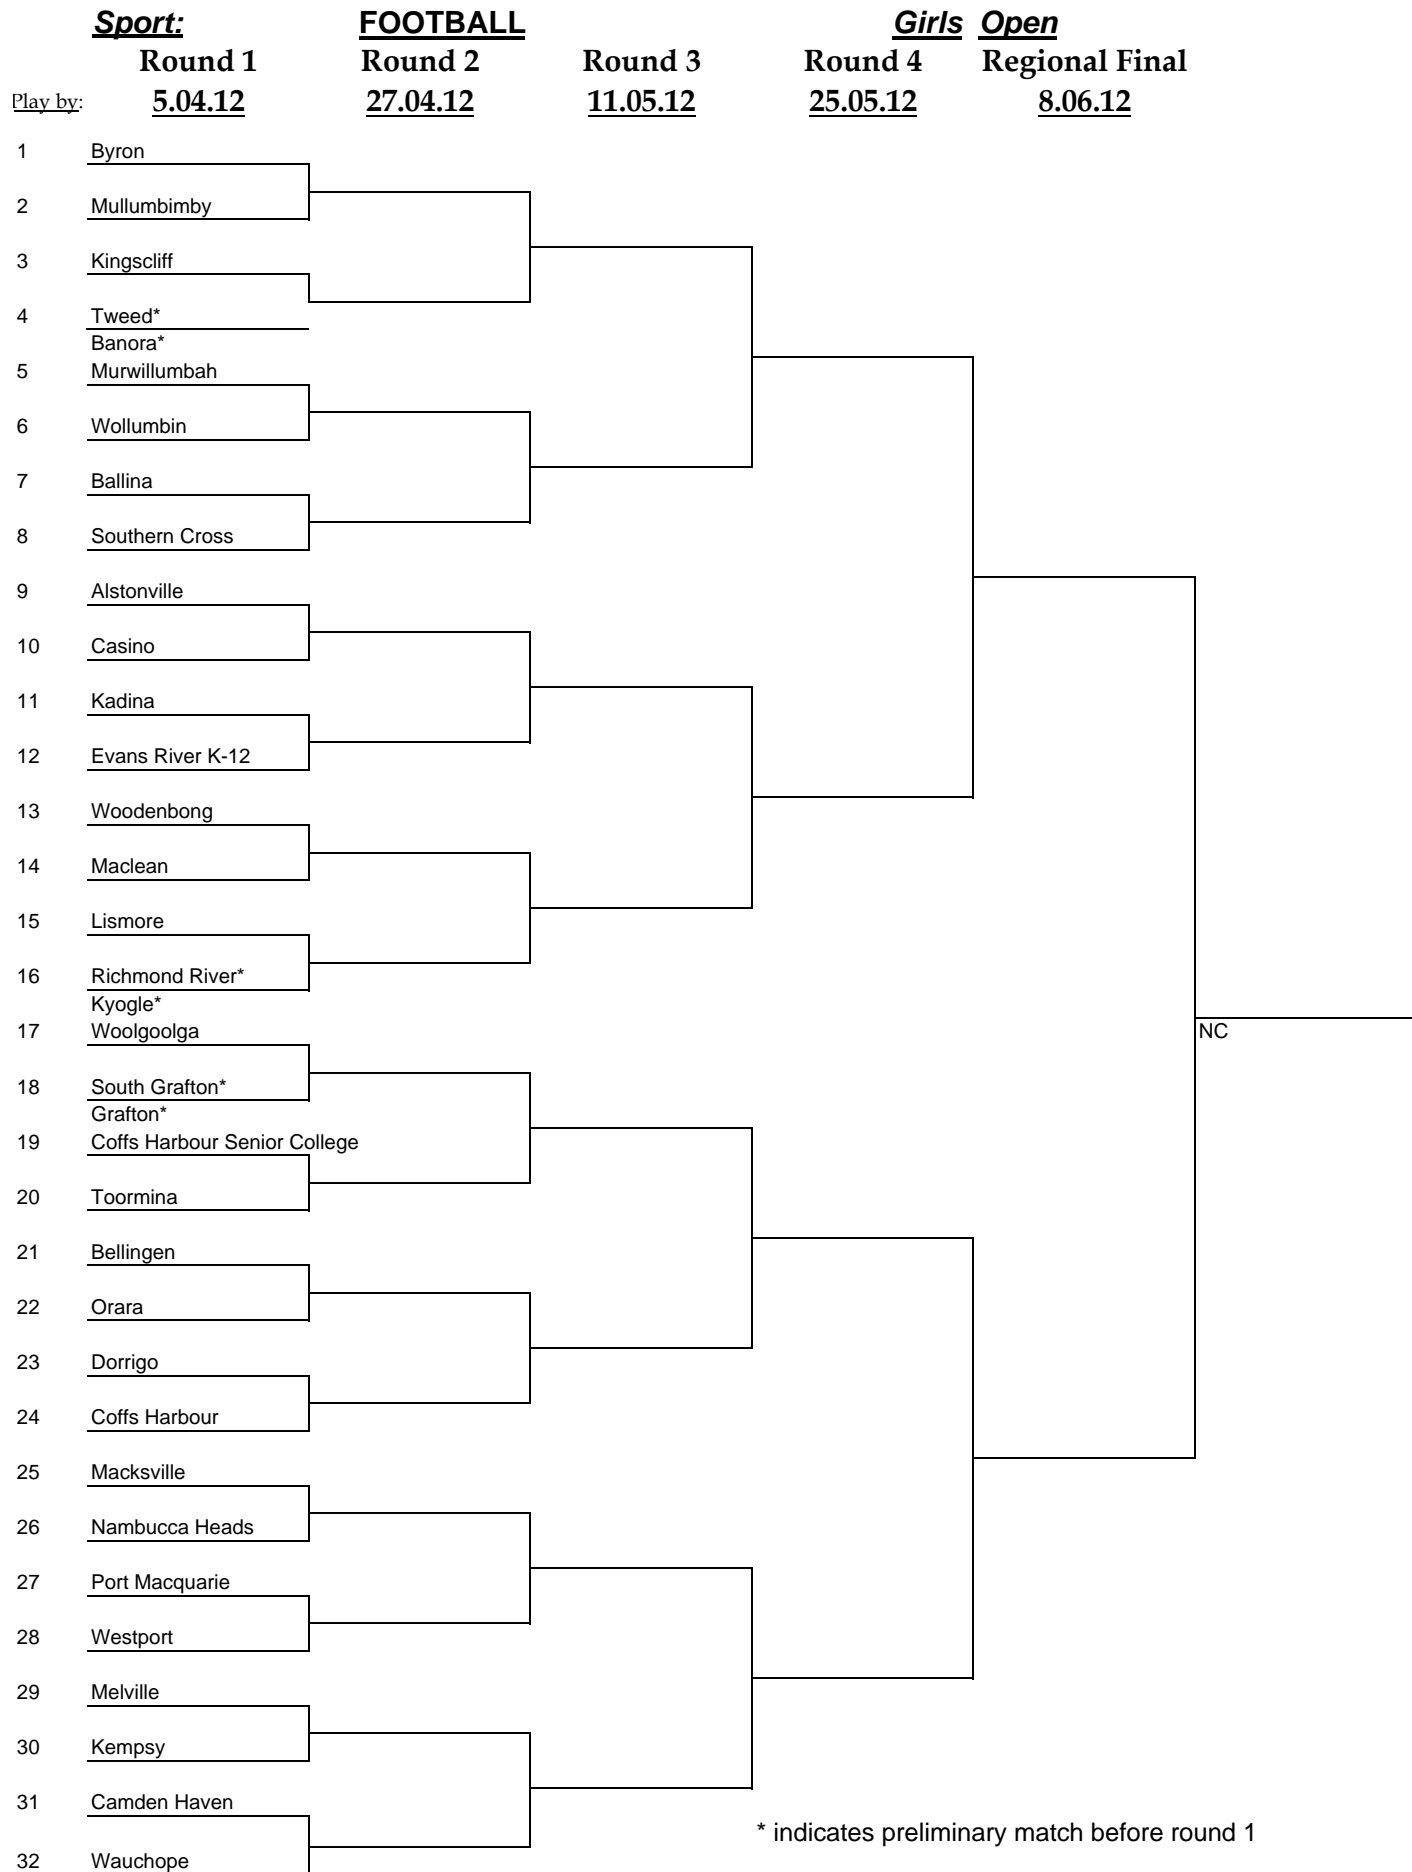 Sport: FOOTBALL Girls Open
Round 1 Round 2 Round 3 Round 4 Regional Final
Play by: 5.04.12 27.04.12 11.05.12 25.05.12 8.06.12
1 Byron
2 Mullumbimby
3 Kingscliff
4 Tweed*
Banora*
5 Murwillumbah
6 Wollumbin
7 Ballina
8 Southern Cross
9 Alstonville
10 Casino
11 Kadina
12 Evans River K-12
13 Woodenbong
14 Maclean
15 Lismore
16 Richmond River*
Kyogle*
17 Woolgoolga
NC
18 South Grafton*
Grafton*
19 Coffs Harbour Senior College
20 Toormina
21 Bellingen
22 Orara
23 Dorrigo
24 Coffs Harbour
25 Macksville
26 Nambucca Heads
27 Port Macquarie
28 Westport
29 Melville
30 Kempsy
31 Camden Haven
* indicates preliminary match before round 1
32 Wauchope